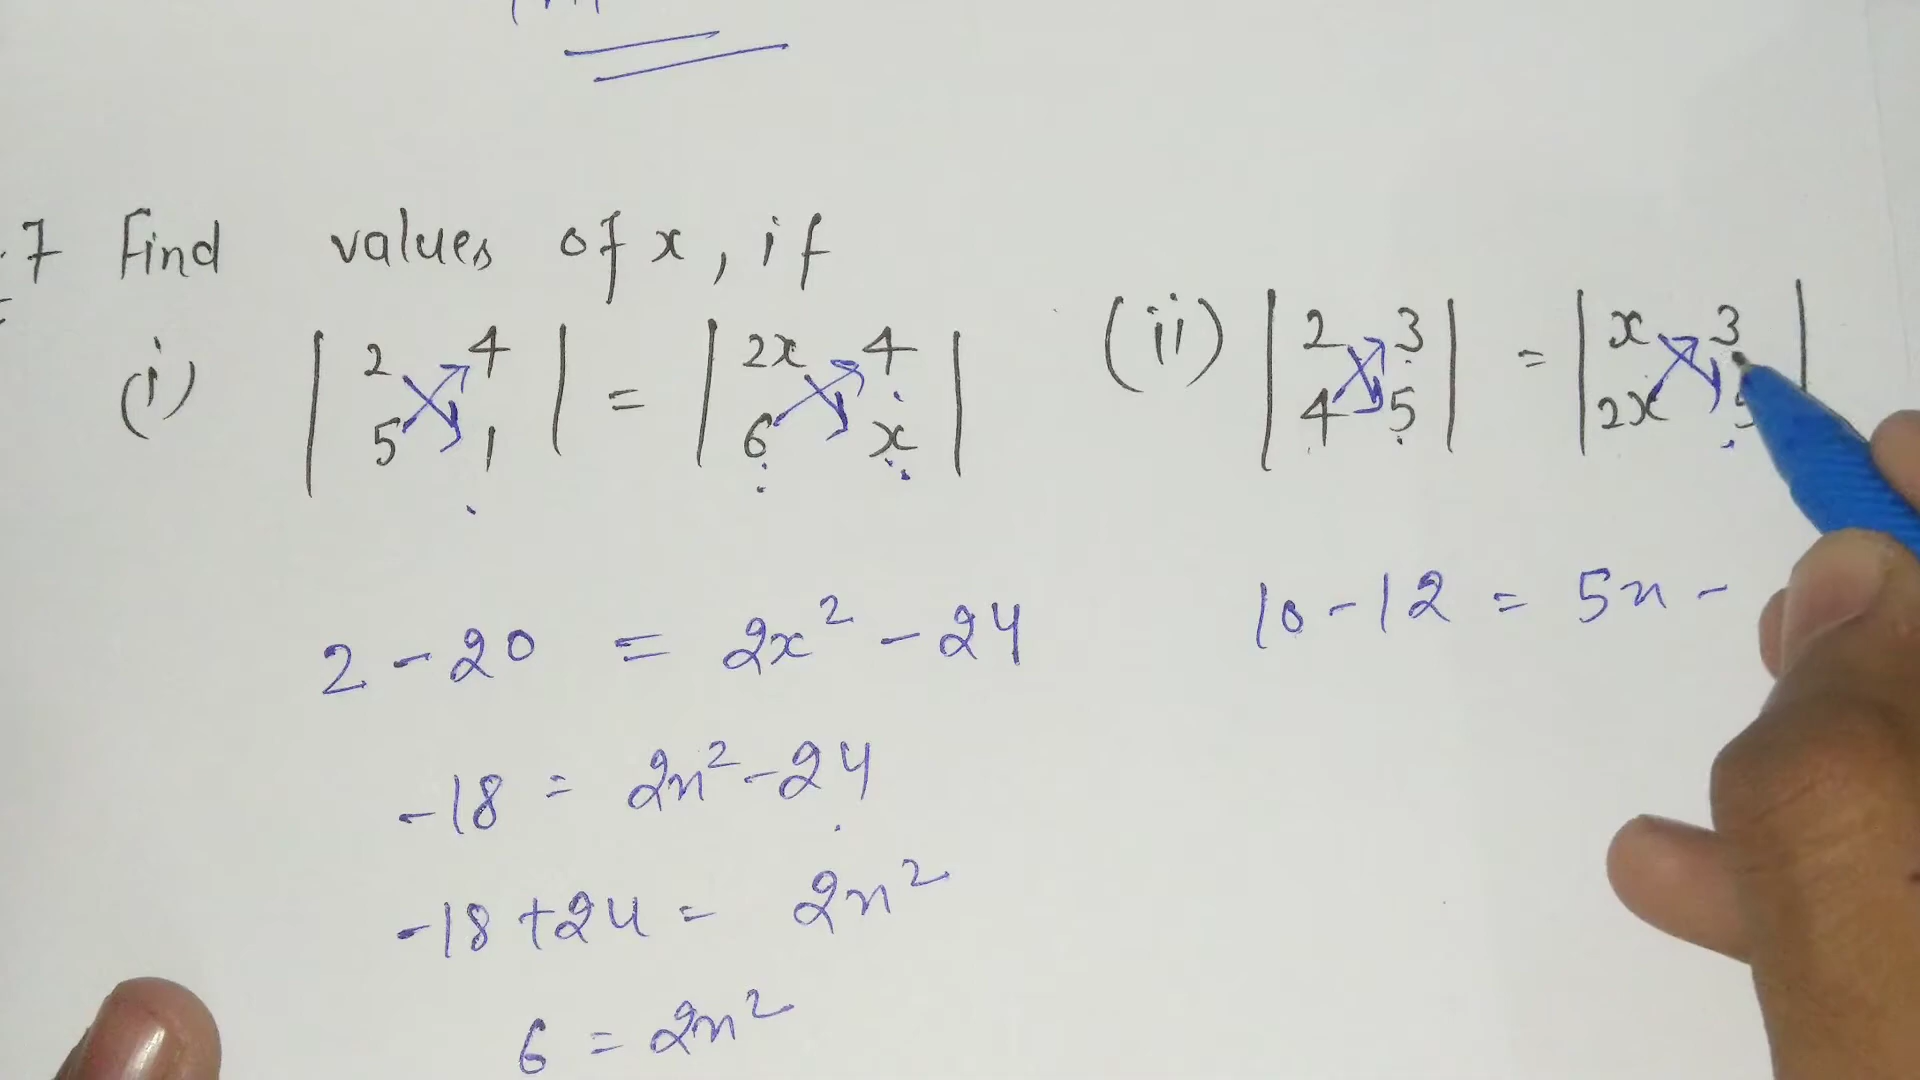 .7 Find values of x, if
(i) | 2 4 | = | 2x 4 |
| 5 1 | | 6 x |
2 - 20 = 2x² - 24
-18 = 2x² - 24
-18 + 24 = 2x²
6 = 2x²
(ii) | 2 3 | = | x 3 |
| 4 5 | | 2x 5 |
10 - 12 = 5x -